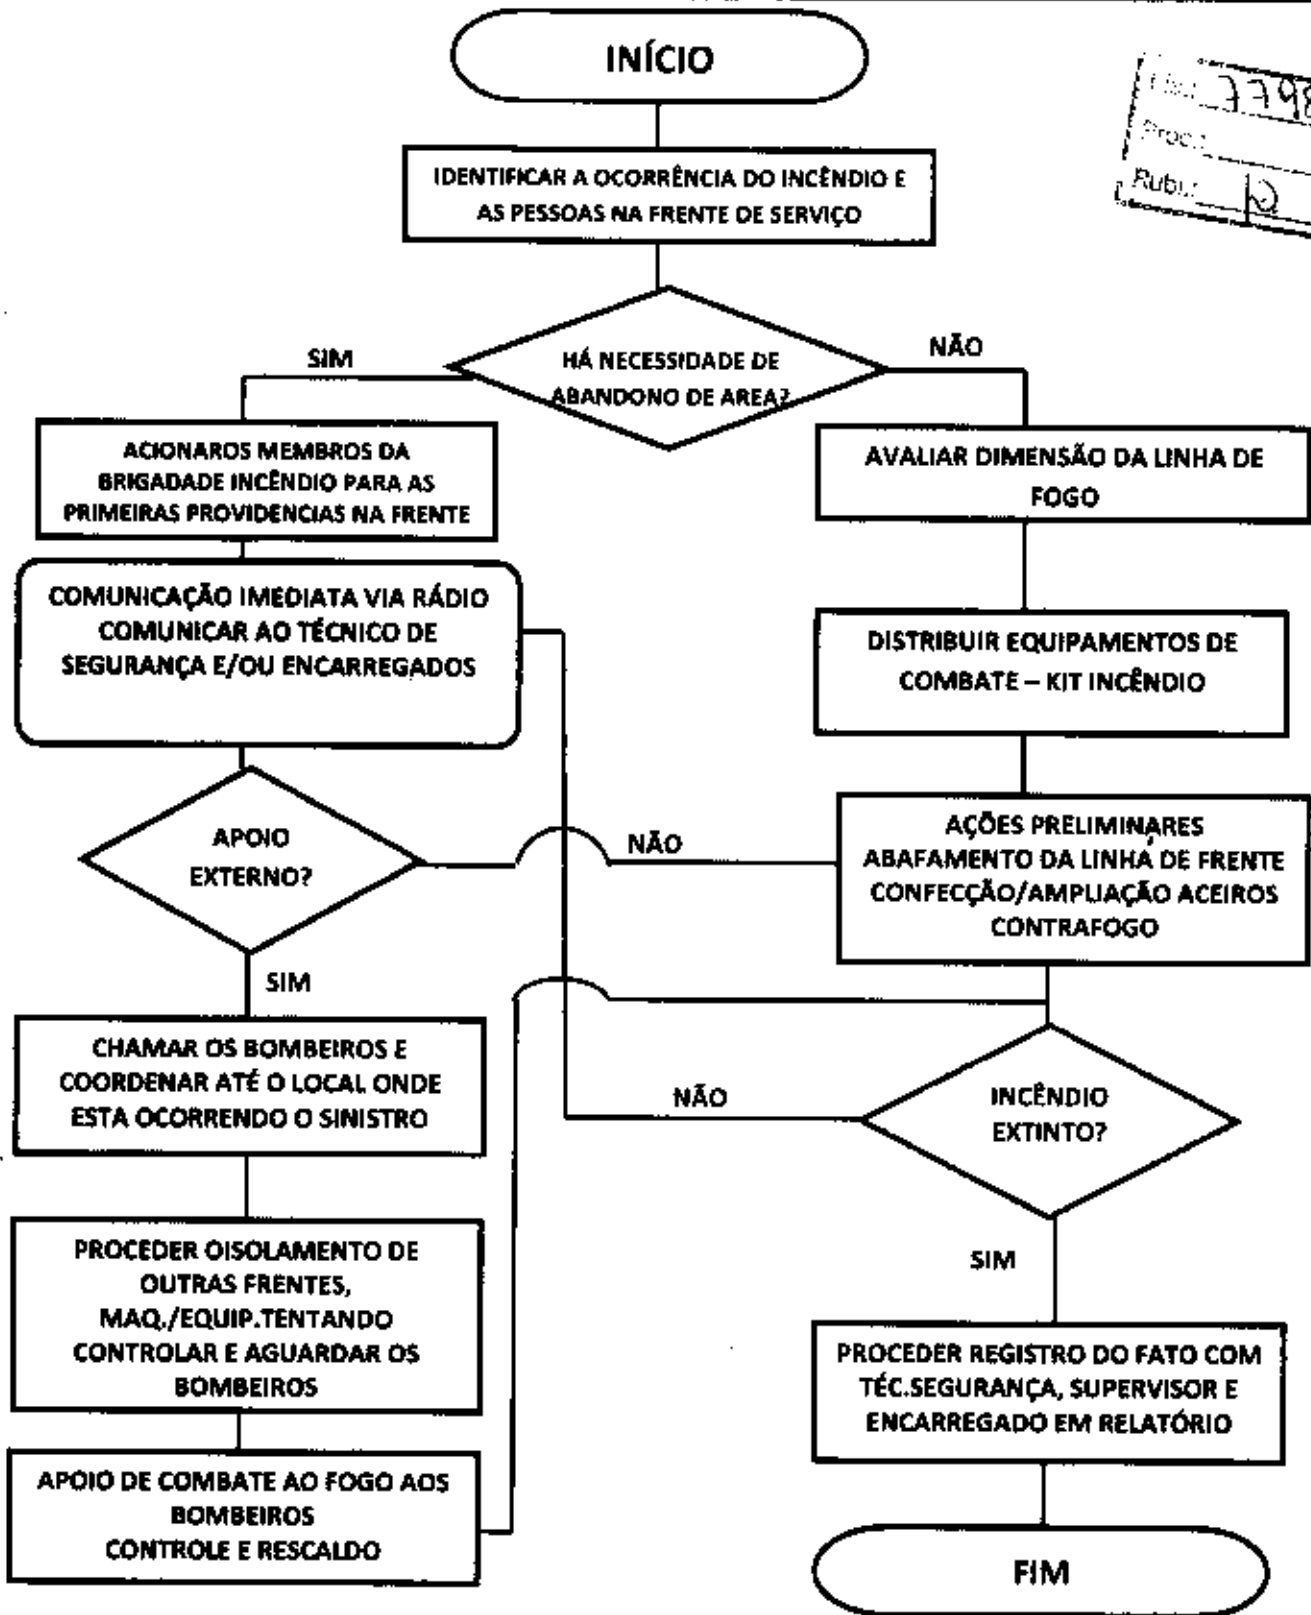 INÍCIO
7798
Proc.:
Rubr.:
IDENTIFICAR A OCORRÊNCIA DO INCÊNDIO E
AS PESSOAS NA FRENTE DE SERVIÇO
HÁ NECESSIDADE DE
ABANDONO DE AREA?
SIM
NÃO
ACIONAROS MEMBROS DA
BRIGADADE INCÊNDIO PARA AS
PRIMEIRAS PROVIDENCIAS NA FRENTE
AVALIAR DIMENSÃO DA LINHA DE
FOGO
COMUNICAÇÃO IMEDIATA VIA RÁDIO
COMUNICAR AO TÉCNICO DE
SEGURANÇA E/OU ENCARREGADOS
DISTRIBUIR EQUIPAMENTOS DE
COMBATE – KIT INCÊNDIO
APOIO
EXTERNO?
NÃO
AÇÕES PRELIMINARES
ABAFAMENTO DA LINHA DE FRENTE
CONFECÇÃO/AMPLIAÇÃO ACEIROS
CONTRAFOGO
SIM
CHAMAR OS BOMBEIROS E
COORDENAR ATÉ O LOCAL ONDE
ESTA OCORRENDO O SINISTRO
NÃO
INCÊNDIO
EXTINTO?
PROCEDER OISOLAMENTO DE
OUTRAS FRENTES,
MAQ./EQUIP.TENTANDO
CONTROLAR E AGUARDAR OS
BOMBEIROS
SIM
PROCEDER REGISTRO DO FATO COM
TÉC.SEGURANÇA, SUPERVISOR E
ENCARREGADO EM RELATÓRIO
APOIO DE COMBATE AO FOGO AOS
BOMBEIROS
CONTROLE E RESCALDO
FIM